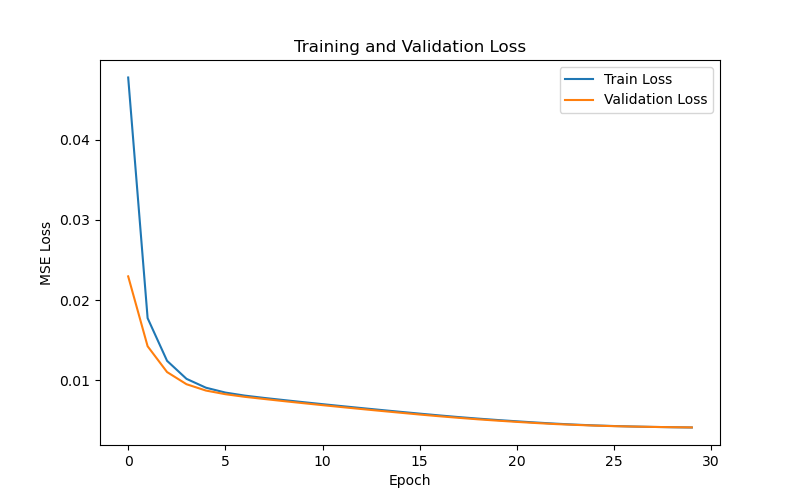 Training and Validation Loss
Train Loss
Validation Loss
0.04
0.03
0.02
0.01
MSE Loss
0 5 10 15 20 25 30
Epoch